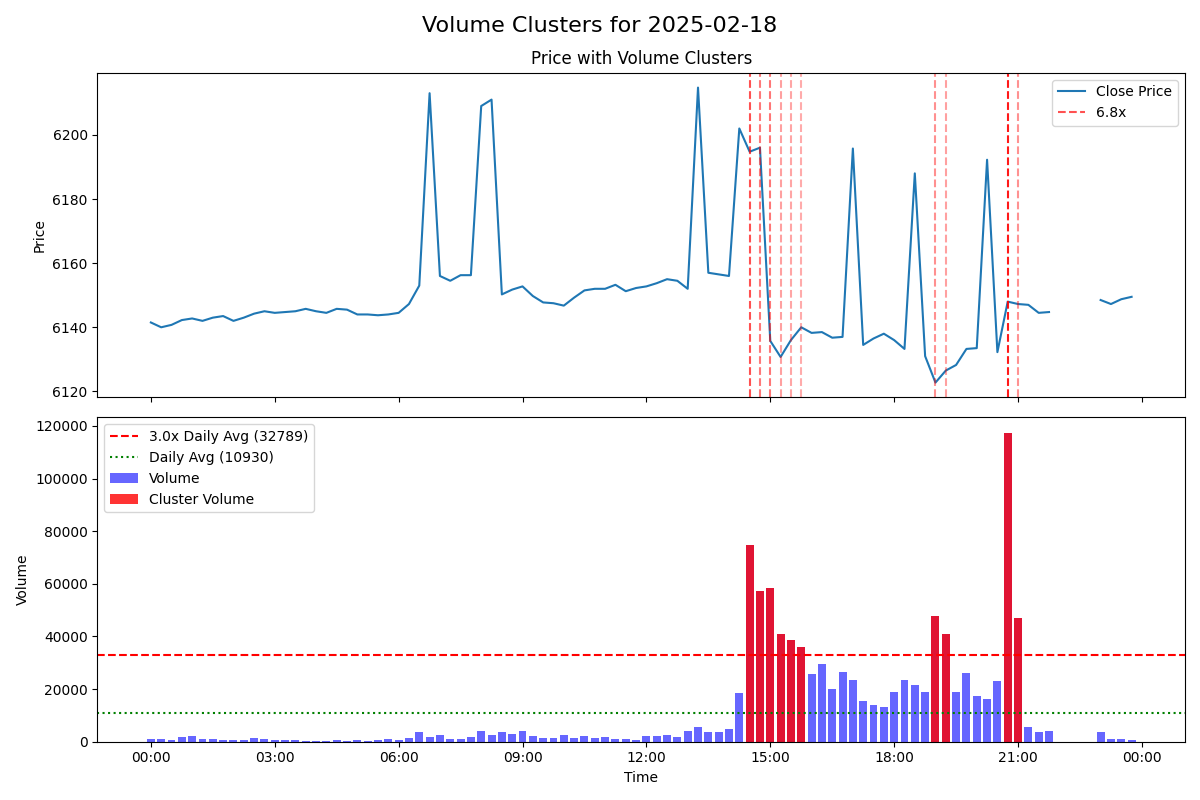 Volume Clusters for 2025-02-18
Price with Volume Clusters
Close Price
6.8x
Price
6200
6180
6160
6140
6120
3.0x Daily Avg (32789)
Daily Avg (10930)
Volume
Cluster Volume
Volume
120000
100000
80000
60000
40000
20000
0
00:00 03:00 06:00 09:00 12:00 15:00 18:00 21:00 00:00
Time